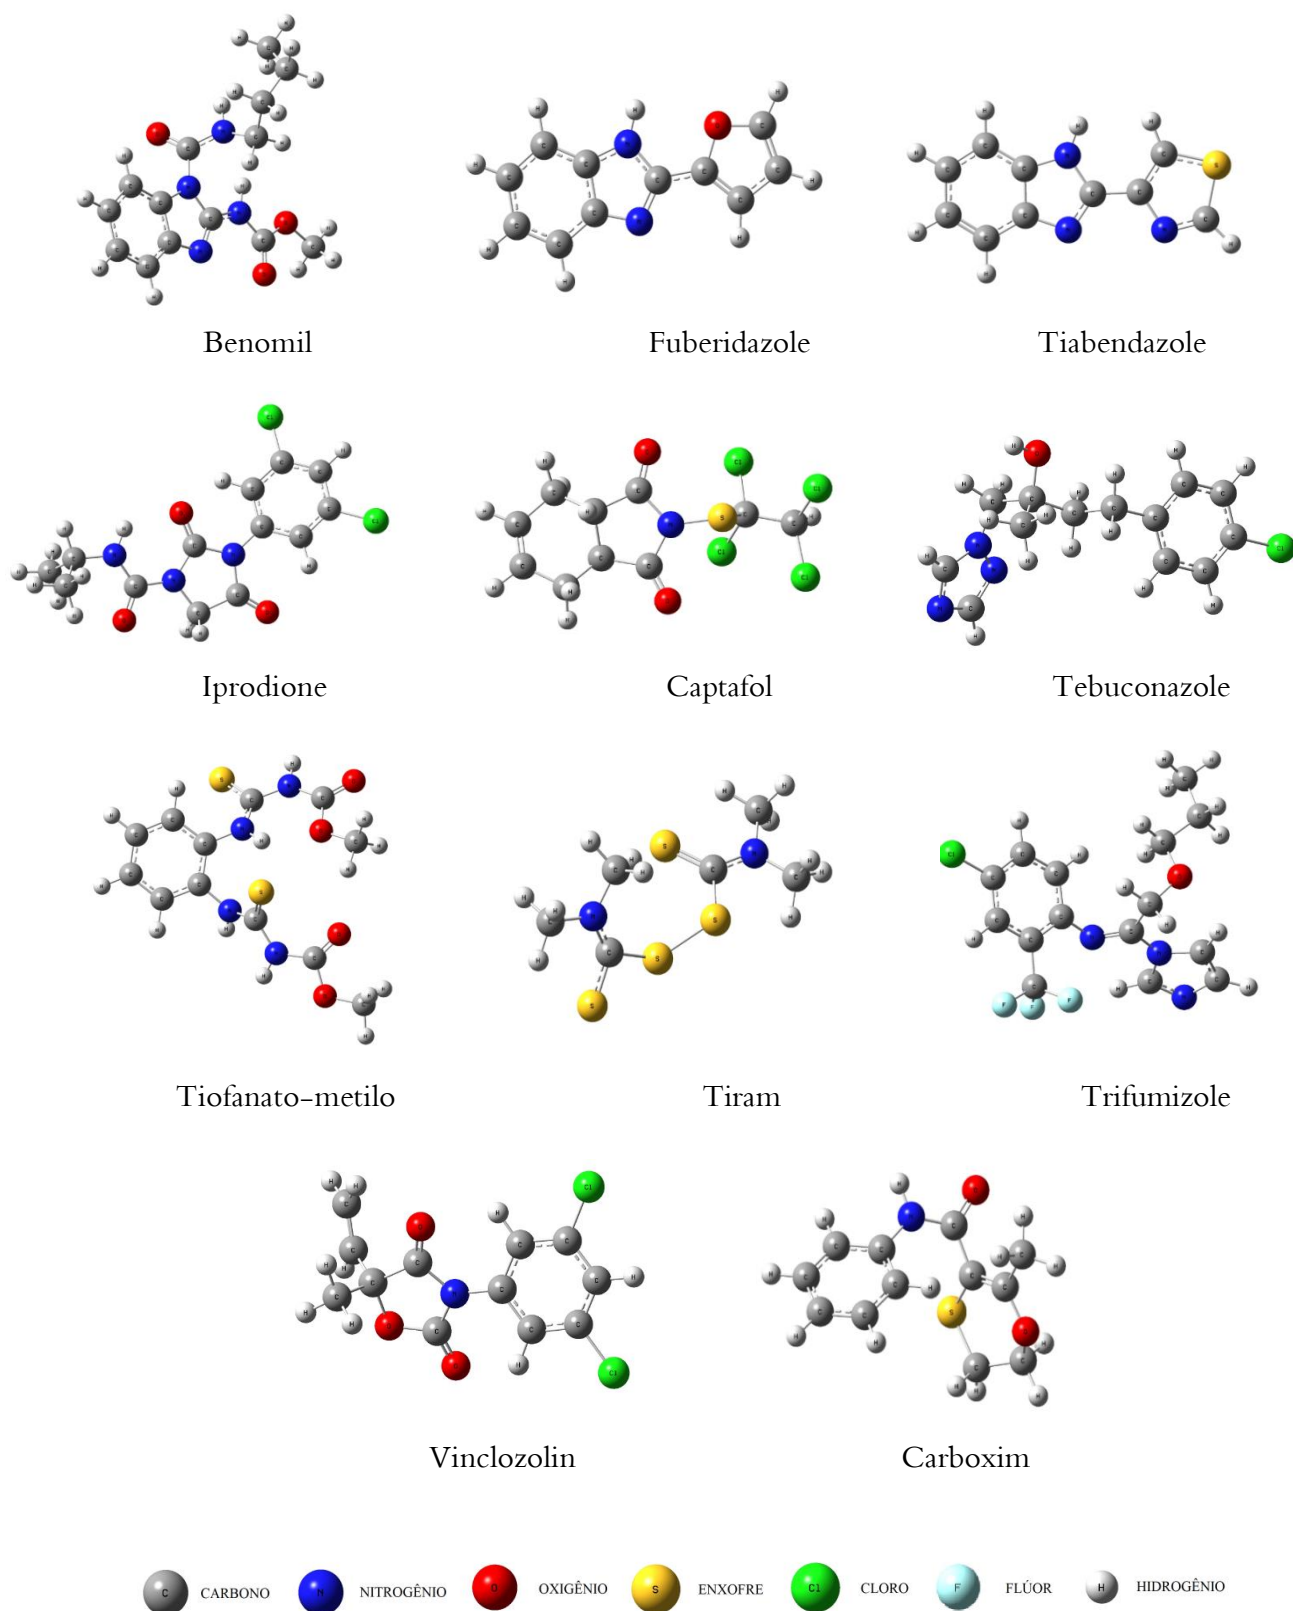 Benomil
Fuberidazole
Tiabendazole
Iprodione
Captafol
Tebuconazole
Tiofanato-metilo
Tiram
Trifumizole
Vinclozolin
Carboxim
C CARBONO N NITROGÊNIO O OXIGÊNIO S ENXOFRE Cl CLORO F FLÚOR H HIDROGÊNIO